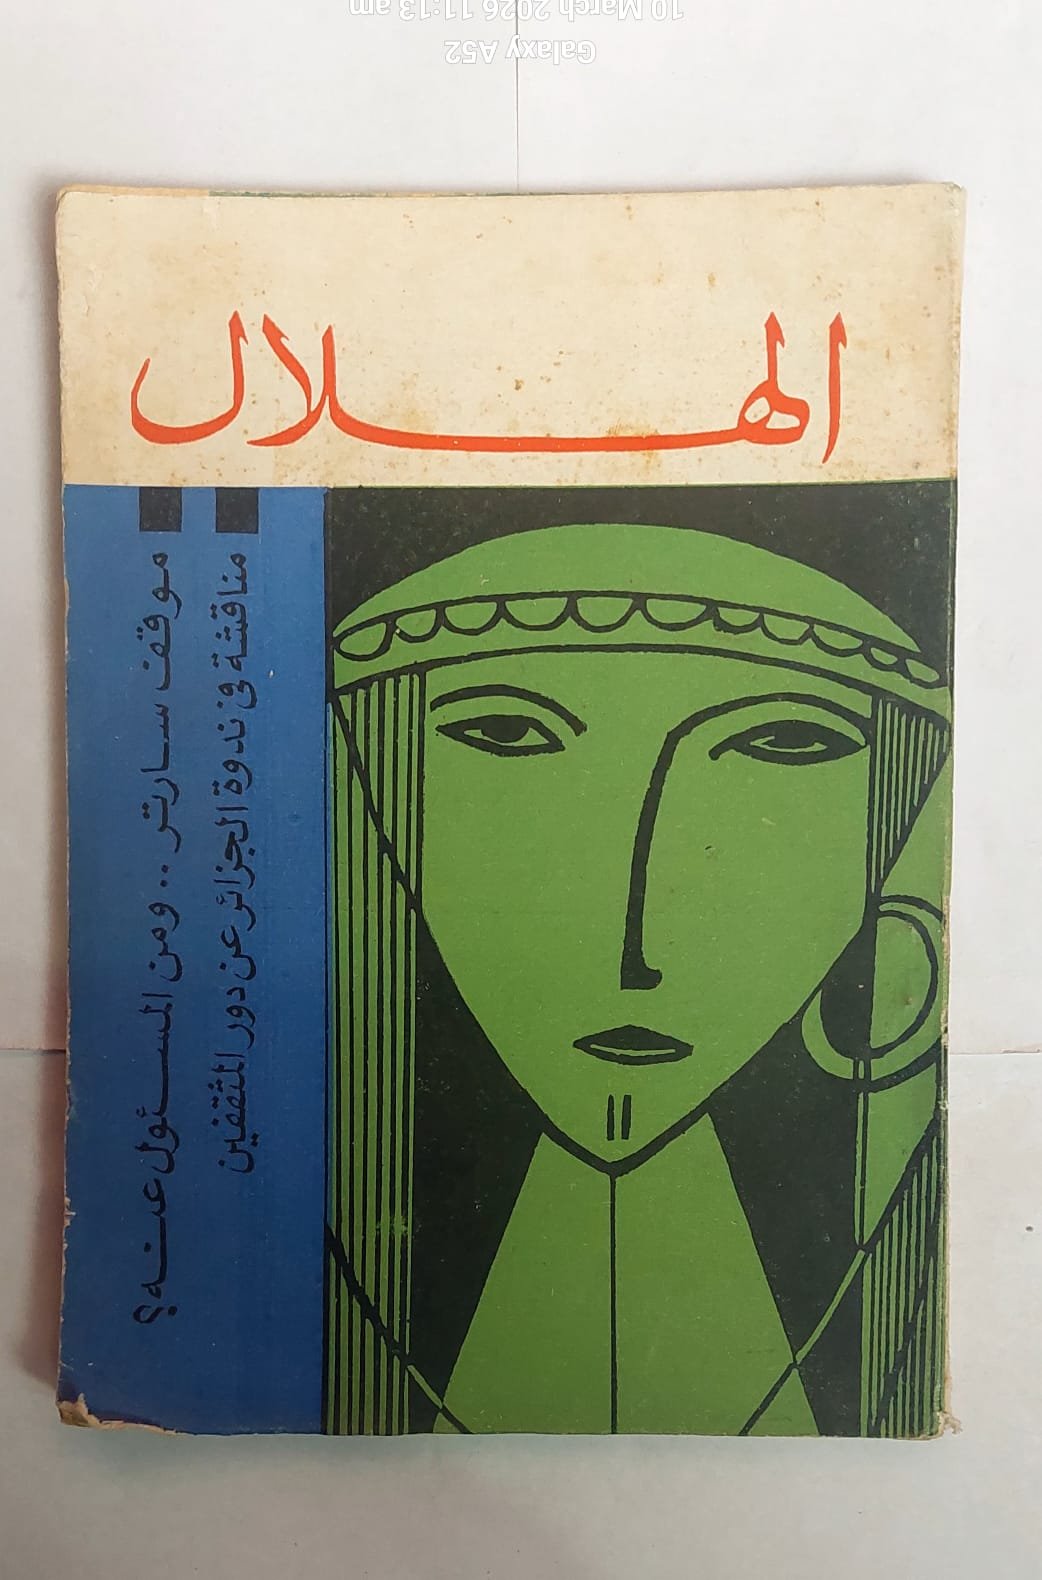 10 March 2026 11:13 am
Galaxy A52
الهلال
مناقشة في ندوة الجزائر عن دور المثقفين
موقف سارتر .. ومن المسئول عنه ؟